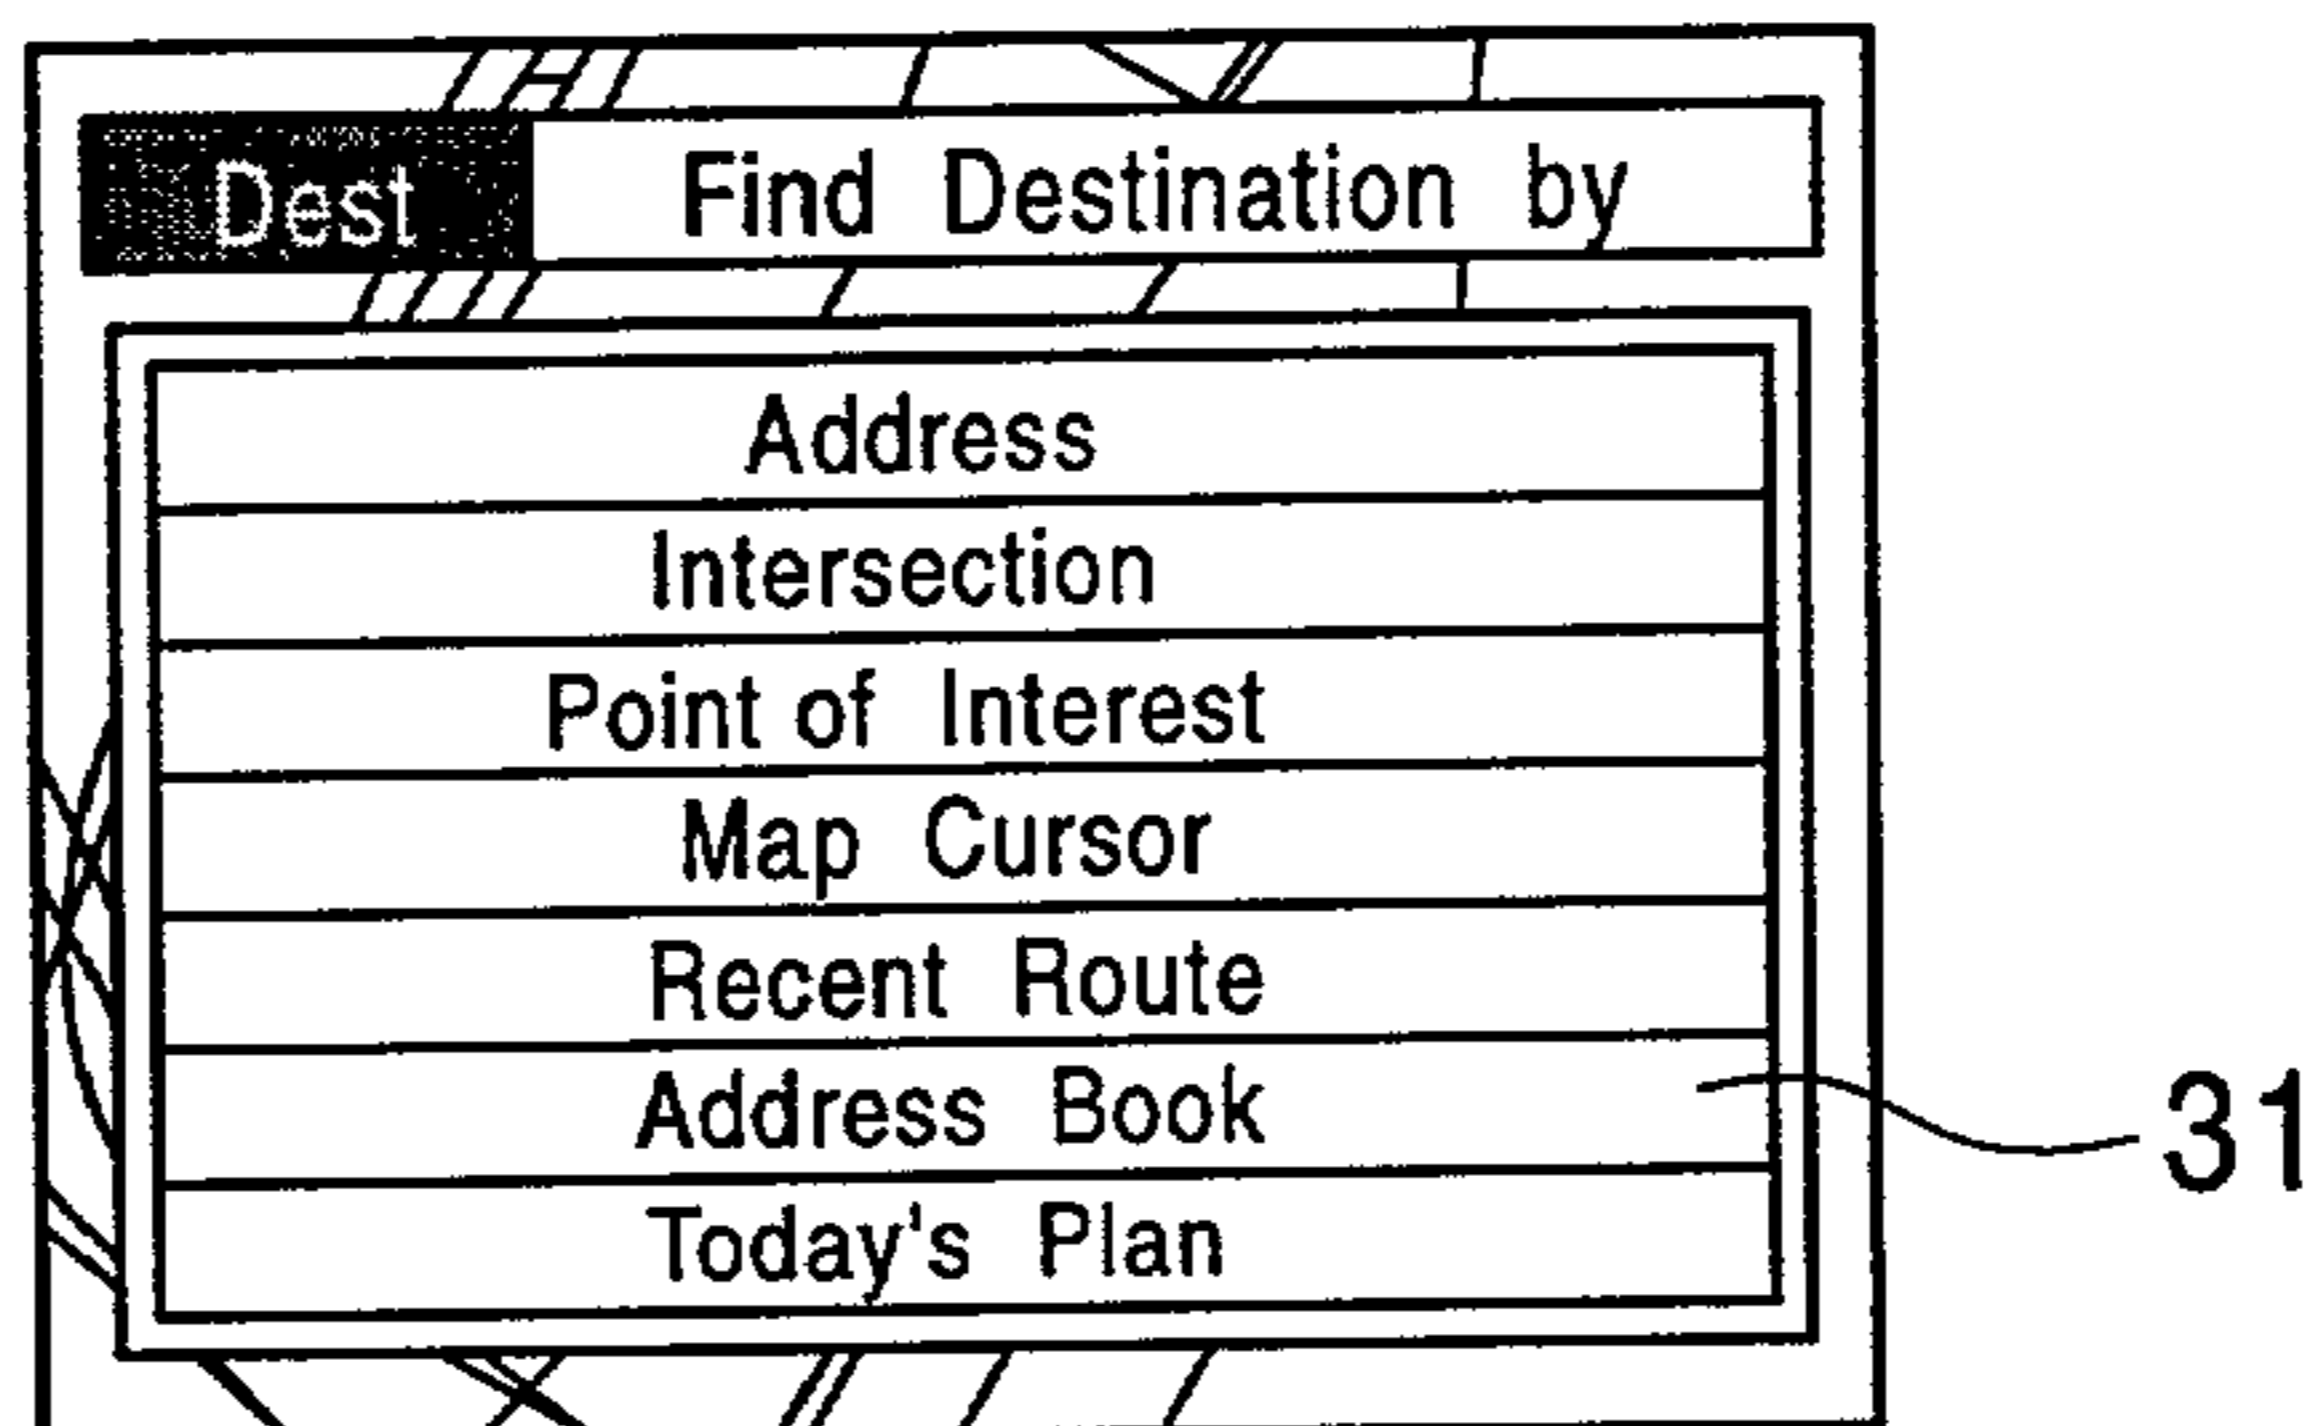 Dest Find Destination by
Address
Intersection
Point of Interest
Map Cursor
Recent Route
Address Book
31
Today's Plan